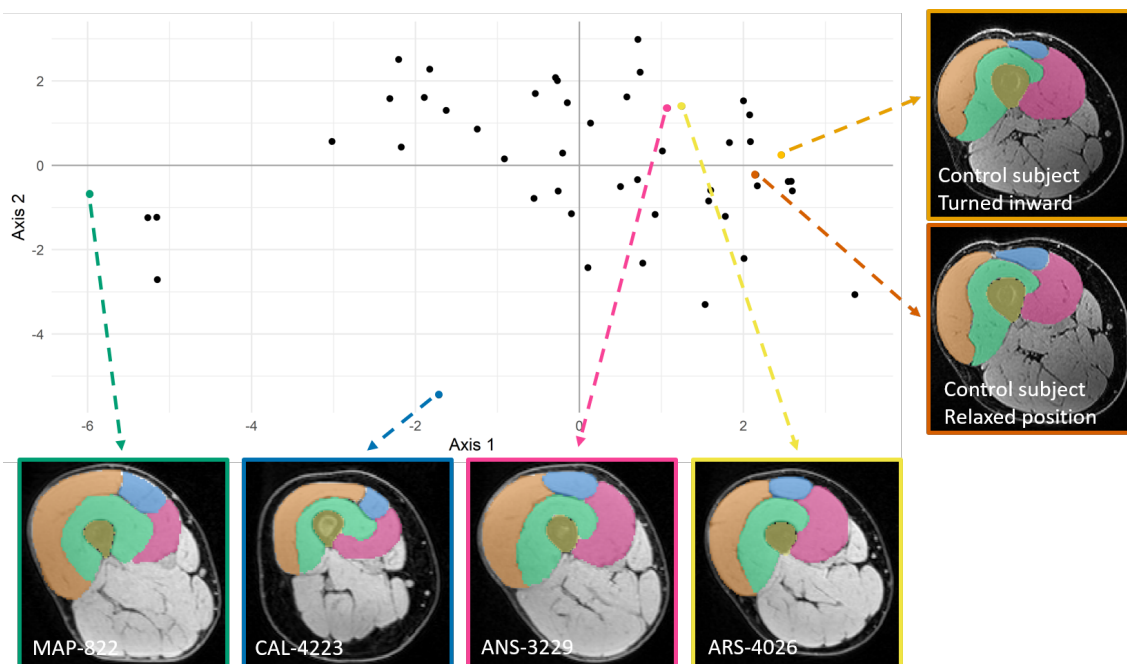 2
0
-2
-4
Axis 2
-6
-4
-2
0
2
Axis 1
Control subject
Turned inward
Control subject
Relaxed position
MAP-822
CAL-4223
ANS-3229
ARS-4026